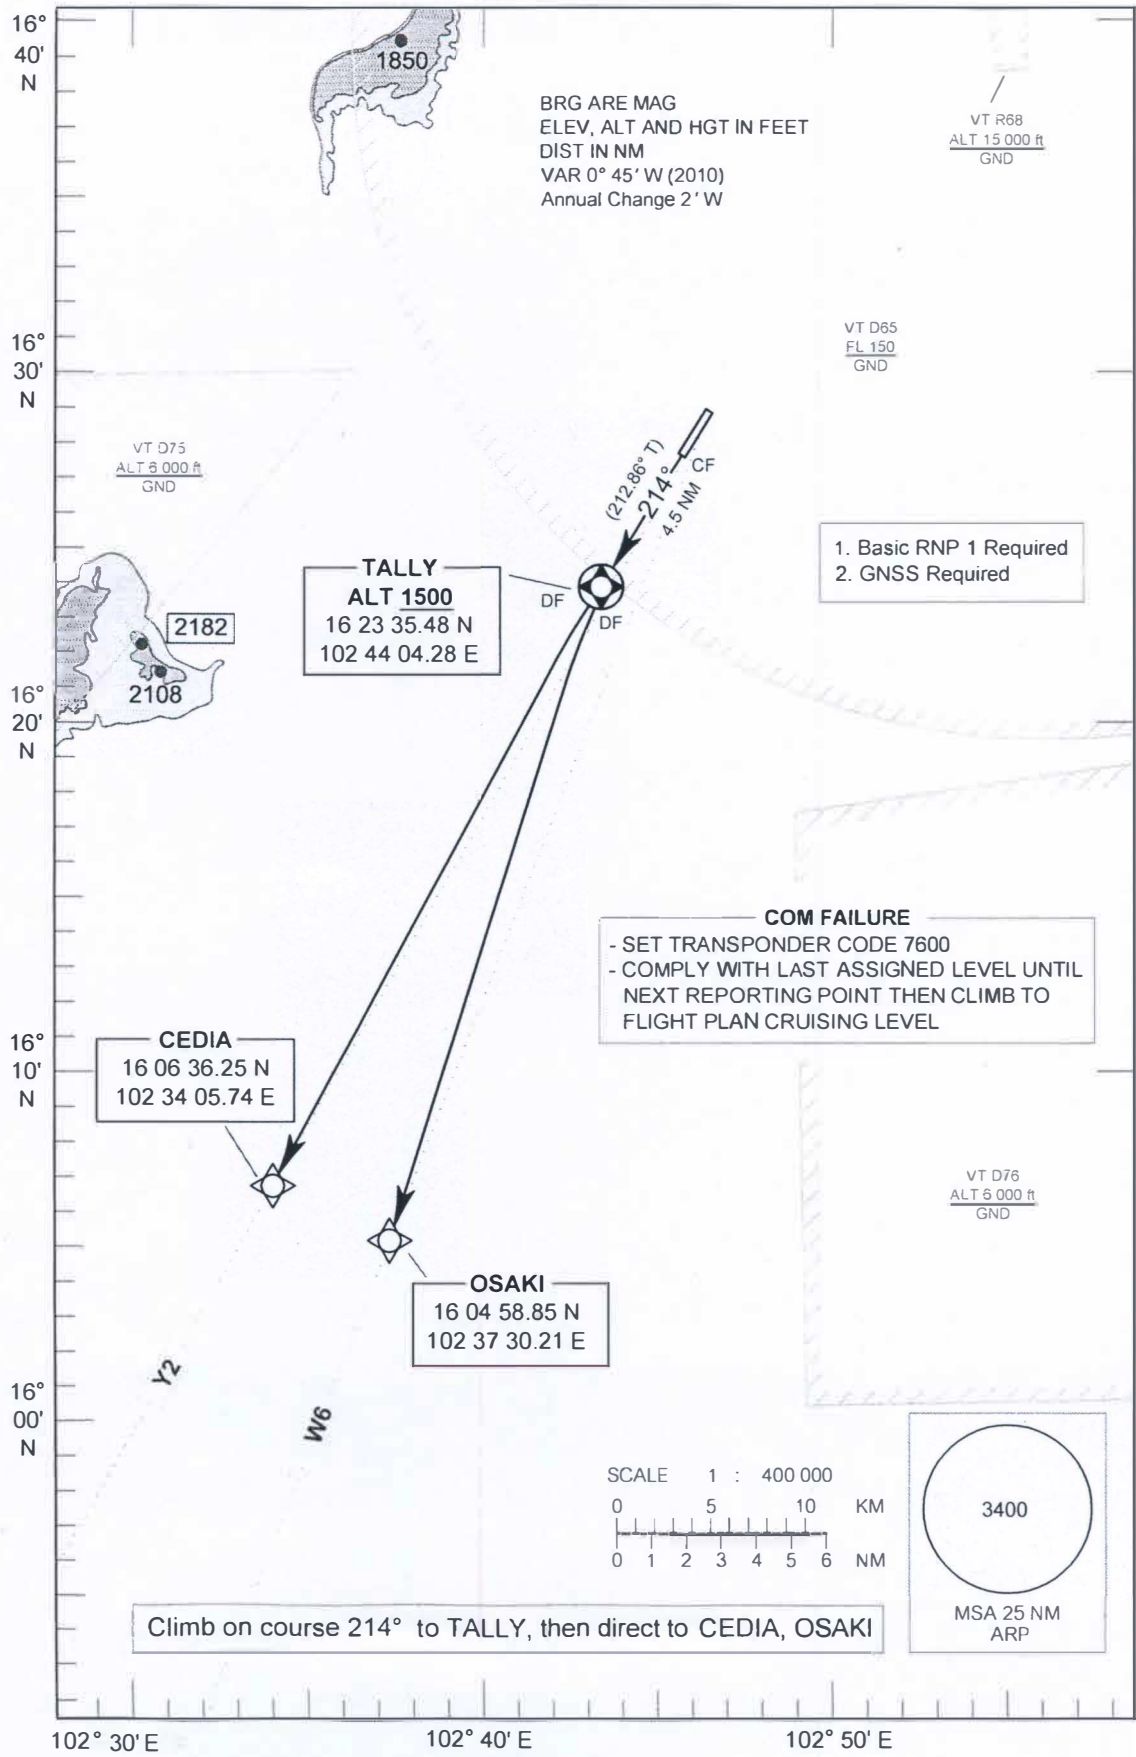 16°
40'
N
1850
BRG ARE MAG
ELEV, ALT AND HGT IN FEET
DIST IN NM
VAR 0° 45' W (2010)
Annual Change 2' W
VT R68
ALT 15 000 ft
GND
16°
30'
N
VT D65
FL 150
GND
VT D75
ALT 6 000 ft
GND
(212.86° T)
214°
4.5 NM
CF
1. Basic RNP 1 Required
2. GNSS Required
TALLY
ALT 1500
16 23 35.48 N
102 44 04.28 E
DF
DF
2182
2108
16°
20'
N
COM FAILURE
- SET TRANSPONDER CODE 7600
- COMPLY WITH LAST ASSIGNED LEVEL UNTIL
NEXT REPORTING POINT THEN CLIMB TO
FLIGHT PLAN CRUISING LEVEL
16°
10'
N
CEDIA
16 06 36.25 N
102 34 05.74 E
VT D76
ALT 6 000 ft
GND
OSAKI
16 04 58.85 N
102 37 30.21 E
Y2
W6
16°
00'
N
SCALE 1 : 400 000
0 5 10 KM
0 1 2 3 4 5 6 NM
3400
MSA 25 NM
ARP
Climb on course 214° to TALLY, then direct to CEDIA, OSAKI
102° 30' E
102° 40' E
102° 50' E